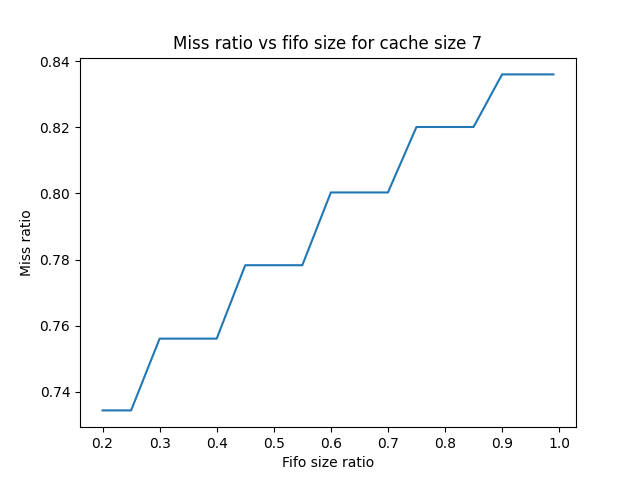 Miss ratio vs fifo size for cache size 7
0.84
0.82
0.80
0.78
0.76
0.74
Miss ratio
0.2 0.3 0.4 0.5 0.6 0.7 0.8 0.9 1.0
Fifo size ratio